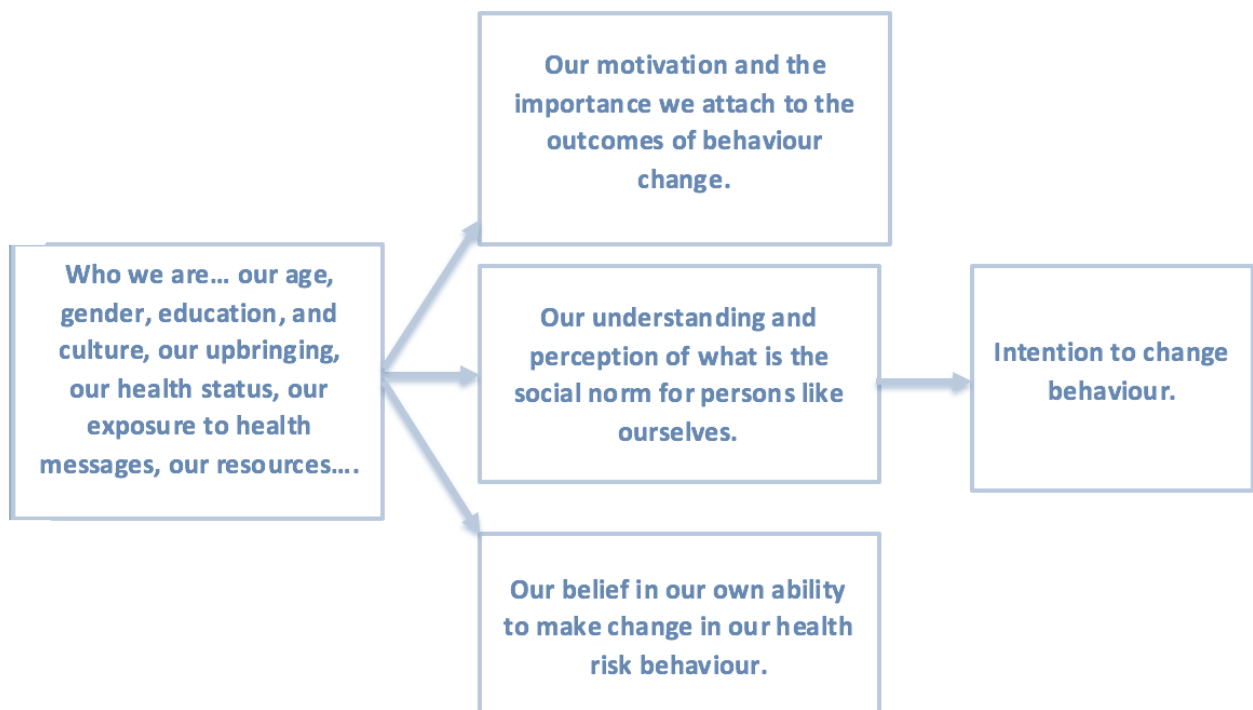 Our motivation and the
importance we attach to the
outcomes of behaviour
change.
Who we are… our age,
gender, education, and
culture, our upbringing,
our health status, our
exposure to health
messages, our resources….
Our understanding and
perception of what is the
social norm for persons like
ourselves.
Intention to change
behaviour.
Our belief in our own ability
to make change in our health
risk behaviour.